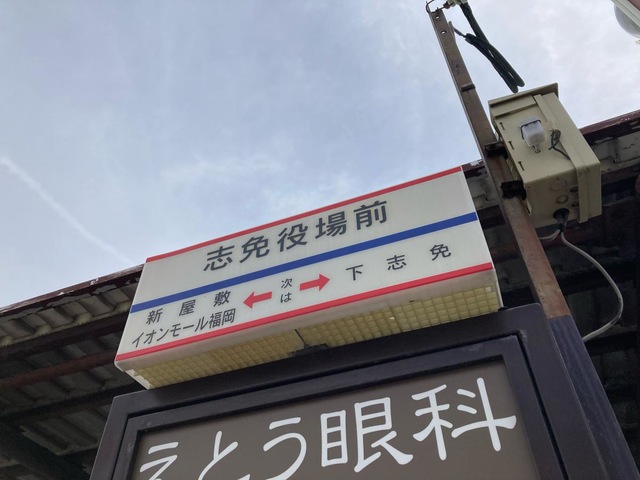 志免役場前
新屋敷 ← 次は → 下志免
イオンモール福岡
えとう眼科